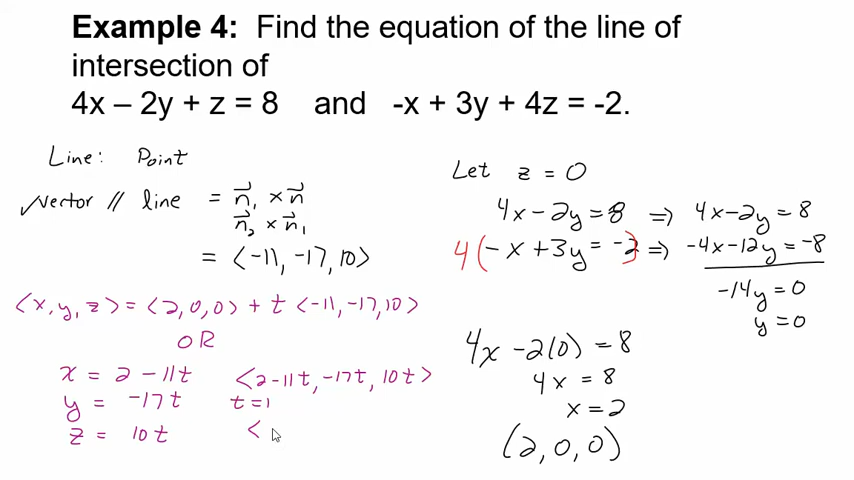 Example 4: Find the equation of the line of
intersection of
4x – 2y + z = 8 and -x + 3y + 4z = -2.
Line: Point
✓vector // line = n⃗₁ × n⃗
n⃗₂ × n⃗₁
= ⟨-11, -17, 10⟩
⟨x, y, z⟩ = ⟨2, 0, 0⟩ + t ⟨-11, -17, 10⟩
OR
x = 2 - 11t
y = -17t
z = 10t
⟨2-11t, -17t, 10t⟩
t = 1
⟨
Let z = 0
4x - 2y = 8 ⇒ 4x - 2y = 8
4(-x + 3y = -2) ⇒ -4x - 12y = -8
-14y = 0
y = 0
4x - 2(0) = 8
4x = 8
x = 2
(2, 0, 0)